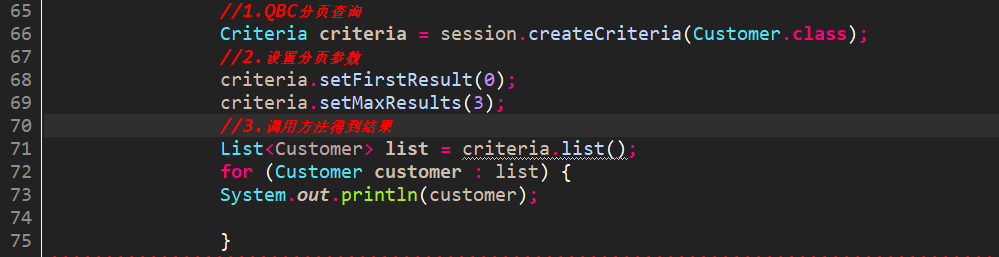 65 //1.QBC分页查询
66 Criteria criteria = session.createCriteria(Customer.class);
67 //2.设置分页参数
68 criteria.setFirstResult(0);
69 criteria.setMaxResults(3);
70 //3.调用方法得到结果
71 List<Customer> list = criteria.list();
72 for (Customer customer : list) {
73 System.out.println(customer);
74
75 }